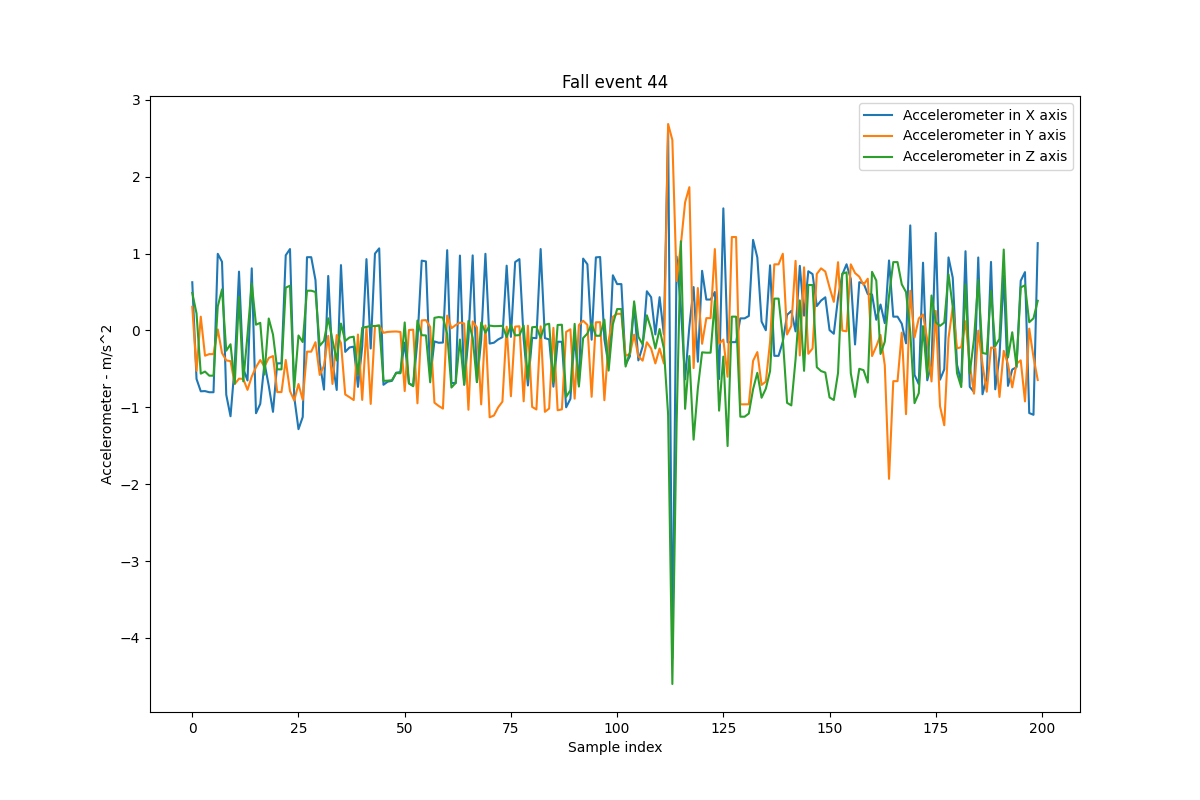 Fall event 44
Accelerometer in X axis
Accelerometer in Y axis
Accelerometer in Z axis
3
2
1
0
−1
−2
−3
−4
Accelerometer - m/s^2
0 25 50 75 100 125 150 175 200
Sample index